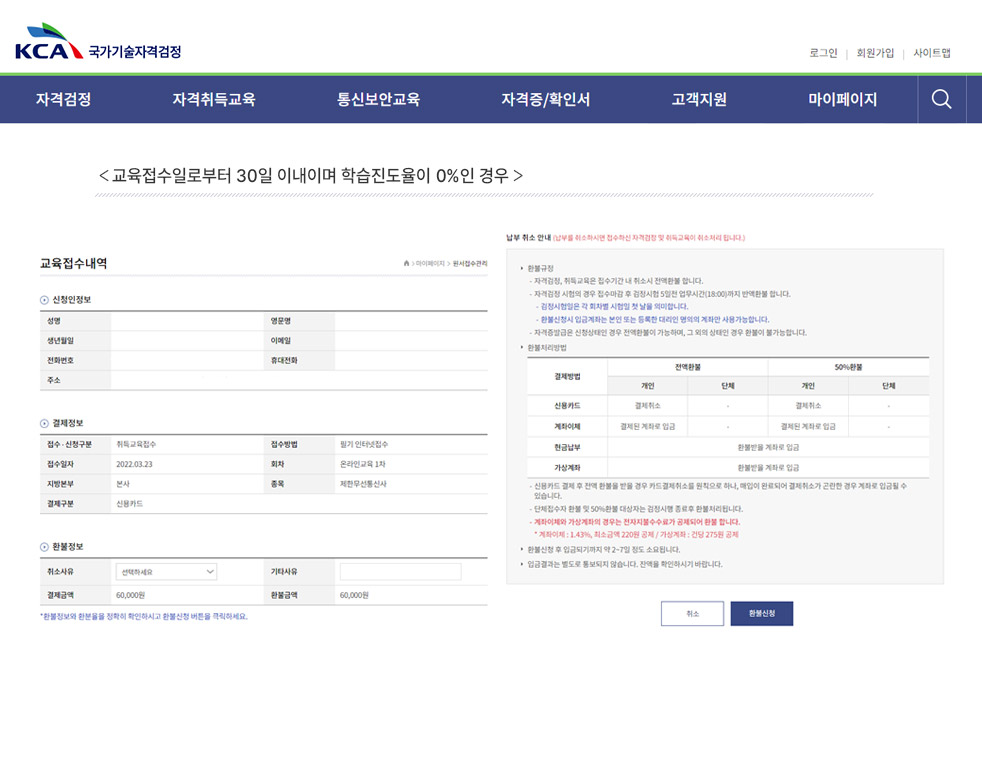 KCA 국가기술자격검정
로그인 | 회원가입 | 사이트맵
자격검정 자격취득교육 통신보안교육 자격증/확인서 고객지원 마이페이지
< 교육접수일로부터 30일 이내이며 학습진도율이 0%인 경우 >
교육접수내역
> 마이페이지 > 원서접수관리
신청인정보
성명 영문명
생년월일 이메일
전화번호 휴대전화
주소
결제정보
접수 · 신청구분 취득교육접수 접수방법 필기 인터넷접수
접수일자 2022.03.23 회차 온라인교육 1차
지방본부 본사 종목 제한무선통신사
결제구분 신용카드
환불정보
취소사유 선택하세요 기타사유
결제금액 60,000원 환불금액 60,000원
*환불정보와 환분율을 정확히 확인하시고 환불신청 버튼을 클릭하세요.
납부 취소 안내 (납부를 취소하시면 접수하신 자격검정 및 취득교육이 취소처리 됩니다.)
환불규정
- 자격검정, 취득교육은 접수기간 내 취소시 전액환불 합니다.
- 자격검정 시험의 경우 접수마감 후 검정시험 5일전 업무시간(18:00)까지 반액환불 합니다.
- 검정시험일은 각 회차별 시험일 첫 날을 의미합니다.
- 환불신청시 입금계좌는 본인 또는 등록한 대리인 명의의 계좌만 사용가능합니다.
- 자격증발급은 신청상태인 경우 전액환불이 가능하며, 그 외의 상태인 경우 환불이 불가능합니다.
환불처리방법
결제방법 전액환불 50%환불
개인 단체 개인 단체
신용카드 결제취소 - 결제취소 -
계좌이체 결제된 계좌로 입금 - 결제된 계좌로 입금 -
현금납부 환불받을 계좌로 입금
가상계좌 환불받을 계좌로 입금
- 신용카드 결제 후 전액 환불을 받을 경우 카드결제취소를 원칙으로 하나, 매입이 완료되어 결제취소가 곤란한 경우 계좌로 입금될 수
있습니다.
- 단체접수자 환불 및 50%환불 대상자는 검정시행 종료후 환불처리됩니다.
- 계좌이체와 가상계좌의 경우는 전자지불수수료가 공제되어 환불 합니다.
* 계좌이체 : 1.43%, 최소금액 220원 공제 / 가상계좌 : 건당 275원 공제
환불신청 후 입금되기까지 약 2~7일 정도 소요됩니다.
입금결과는 별도로 통보되지 않습니다. 잔액을 확인하시기 바랍니다.
취소 환불신청